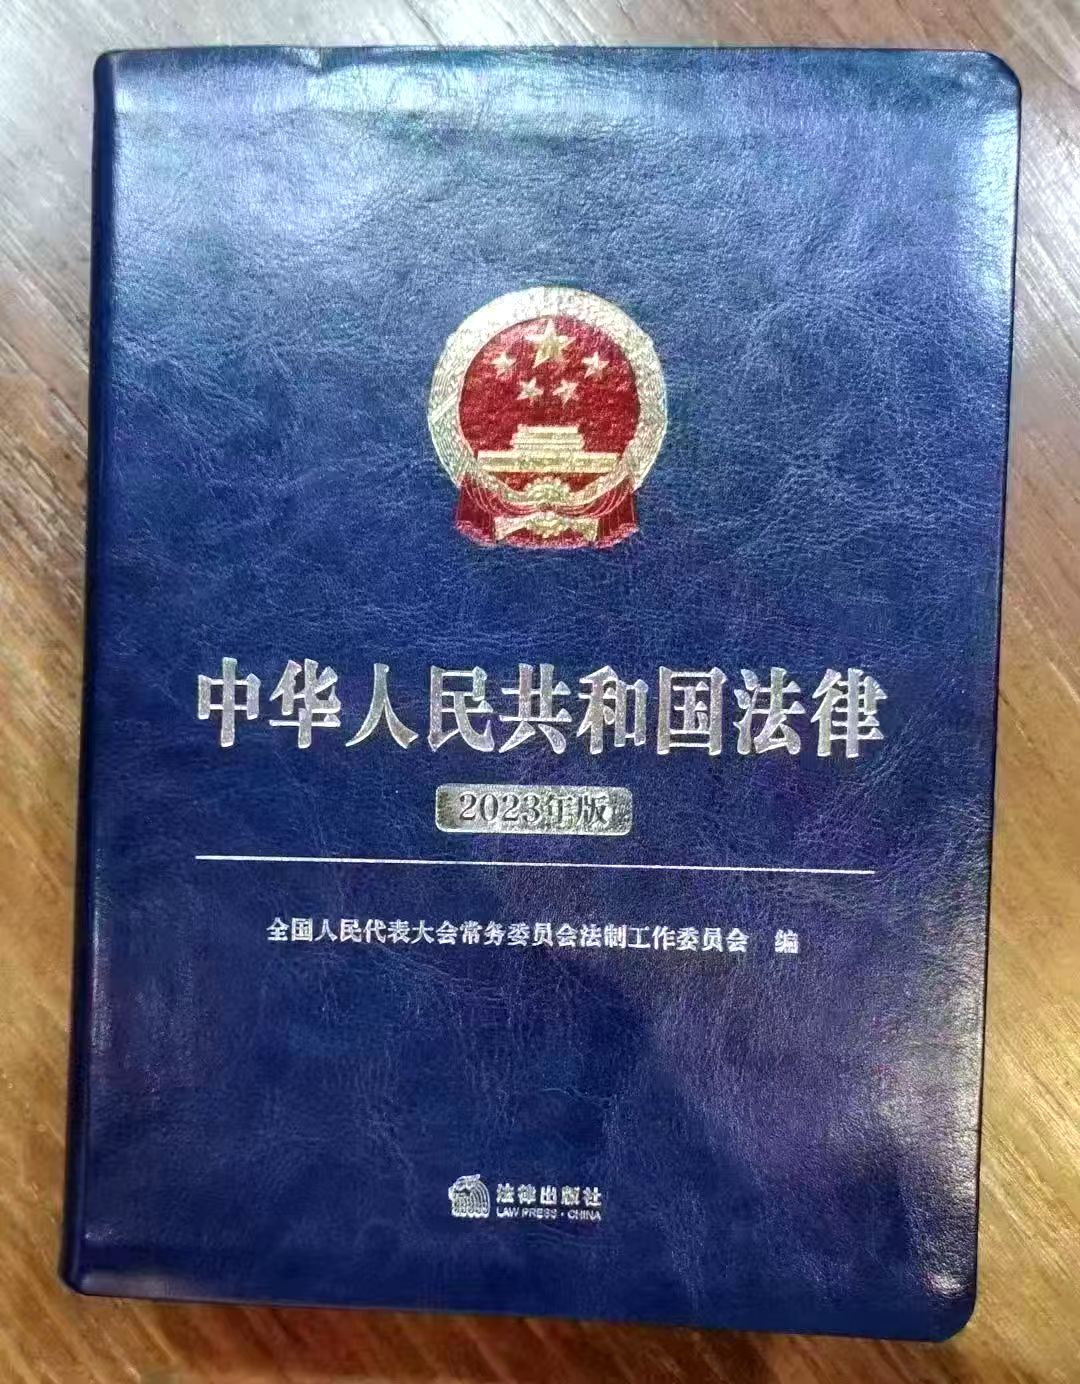 中华人民共和国法律
2023年版
全国人民代表大会常务委员会法制工作委员会 编
法律出版社
LAW PRESS·CHINA